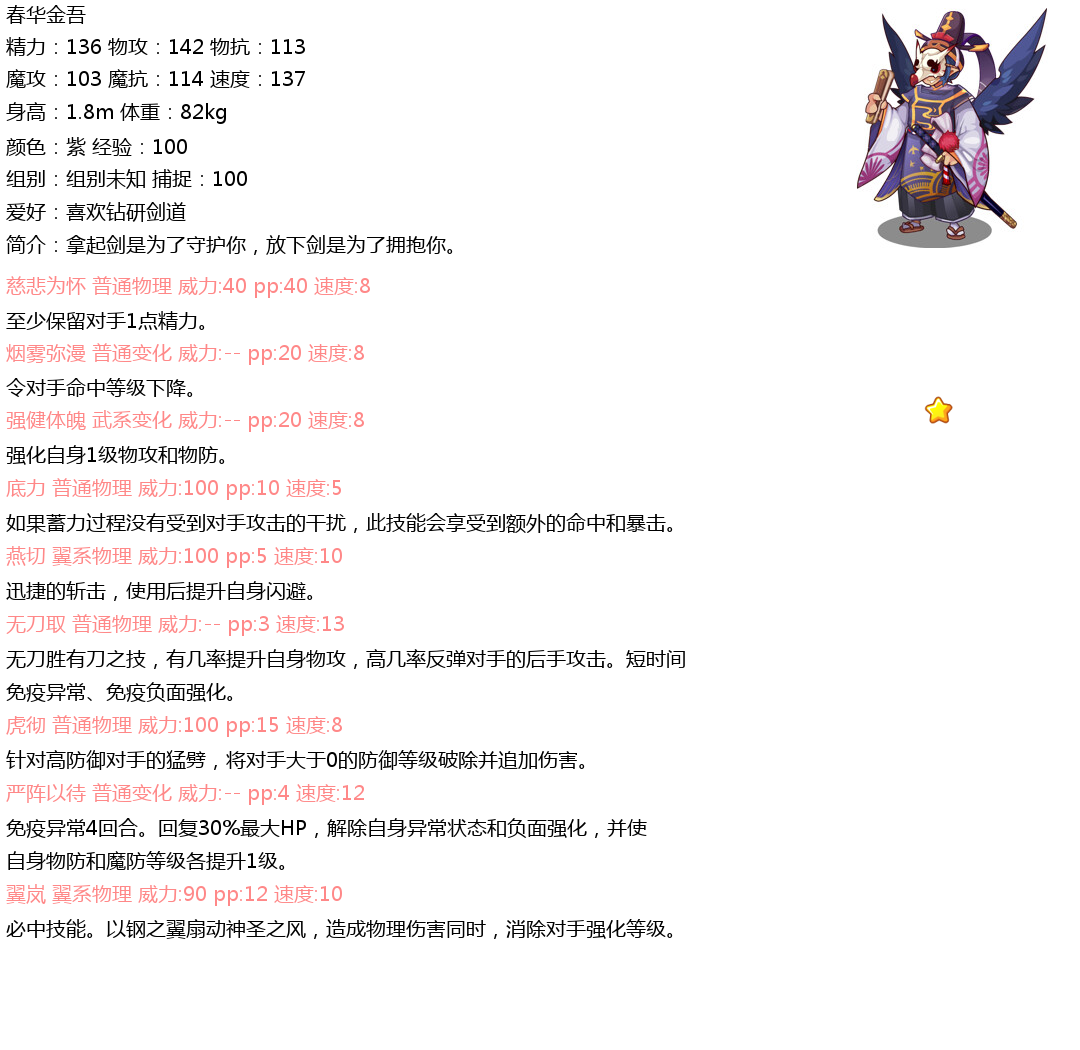 春华金吾
精力：136 物攻：142 物抗：113
魔攻：103 魔抗：114 速度：137
身高：1.8m 体重：82kg
颜色：紫 经验：100
组别：组别未知 捕捉：100
爱好：喜欢钻研剑道
简介：拿起剑是为了守护你，放下剑是为了拥抱你。
慈悲为怀 普通物理 威力:40 pp:40 速度:8
至少保留对手1点精力。
烟雾弥漫 普通变化 威力:-- pp:20 速度:8
令对手命中等级下降。
强健体魄 武系变化 威力:-- pp:20 速度:8
强化自身1级物攻和物防。
底力 普通物理 威力:100 pp:10 速度:5
如果蓄力过程没有受到对手攻击的干扰，此技能会享受到额外的命中和暴击。
燕切 翼系物理 威力:100 pp:5 速度:10
迅捷的斩击，使用后提升自身闪避。
无刀取 普通物理 威力:-- pp:3 速度:13
无刀胜有刀之技，有几率提升自身物攻，高几率反弹对手的后手攻击。短时间
免疫异常、免疫负面强化。
虎彻 普通物理 威力:100 pp:15 速度:8
针对高防御对手的猛劈，将对手大于0的防御等级破除并追加伤害。
严阵以待 普通变化 威力:-- pp:4 速度:12
免疫异常4回合。回复30%最大HP，解除自身异常状态和负面强化，并使
自身物防和魔防等级各提升1级。
翼岚 翼系物理 威力:90 pp:12 速度:10
必中技能。以钢之翼扇动神圣之风，造成物理伤害同时，消除对手强化等级。